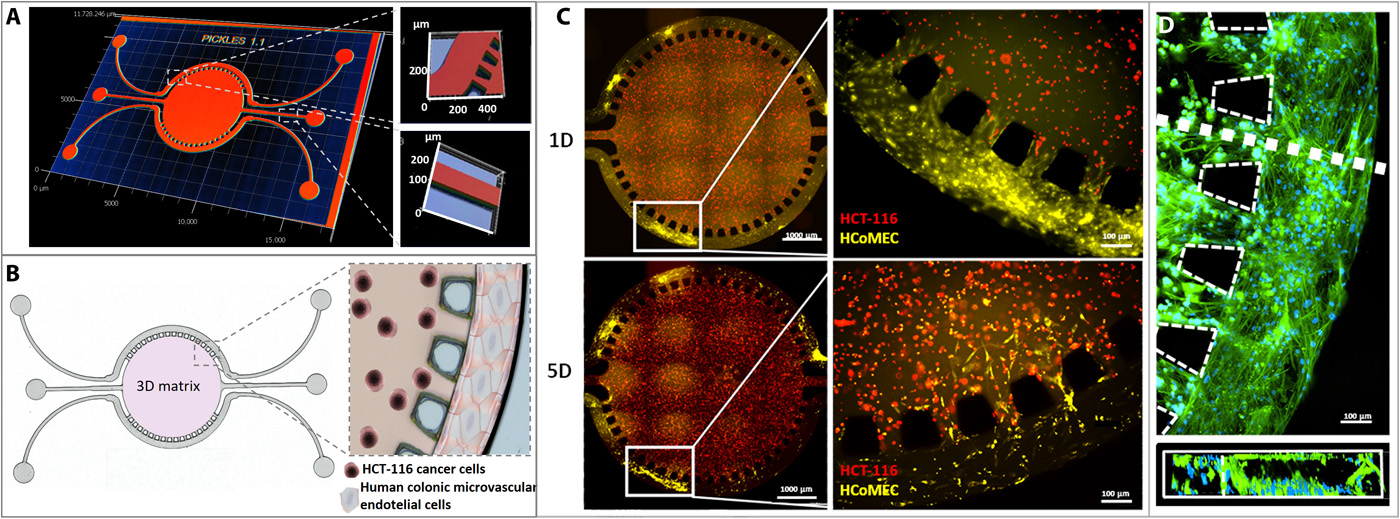 A
11.728.246 µm
PICKLES 1.1
5000
0
0 µm
5000
10,000
15.000
µm
200
0
200
400
µm
200
100
0
B
3D matrix
HCT-116 cancer cells
Human colonic microvascular
endotelial cells
C
1D
1000 µm
HCT-116
HCoMEC
100 µm
5D
1000 µm
HCT-116
HCoMEC
100 µm
D
100 µm